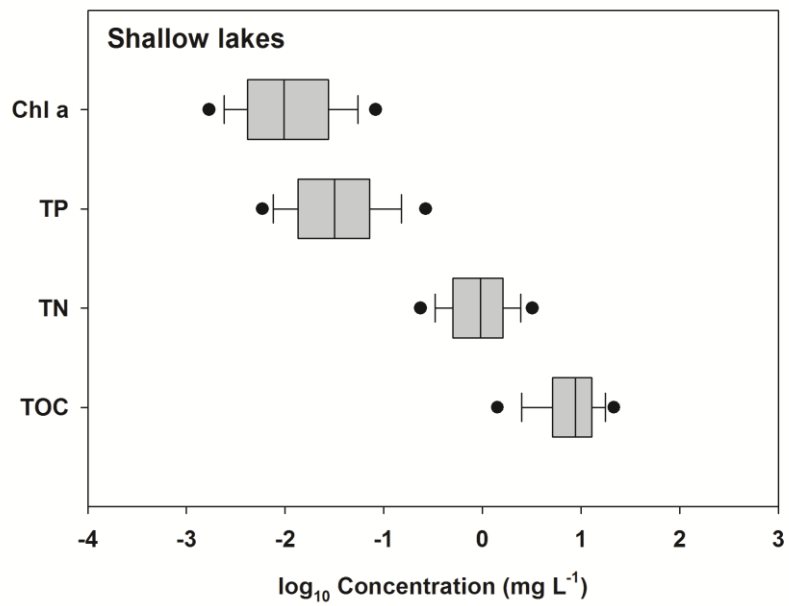 Shallow lakes
Chl a
TP
TN
TOC
-4 -3 -2 -1 0 1 2 3
log₁₀ Concentration (mg L⁻¹)